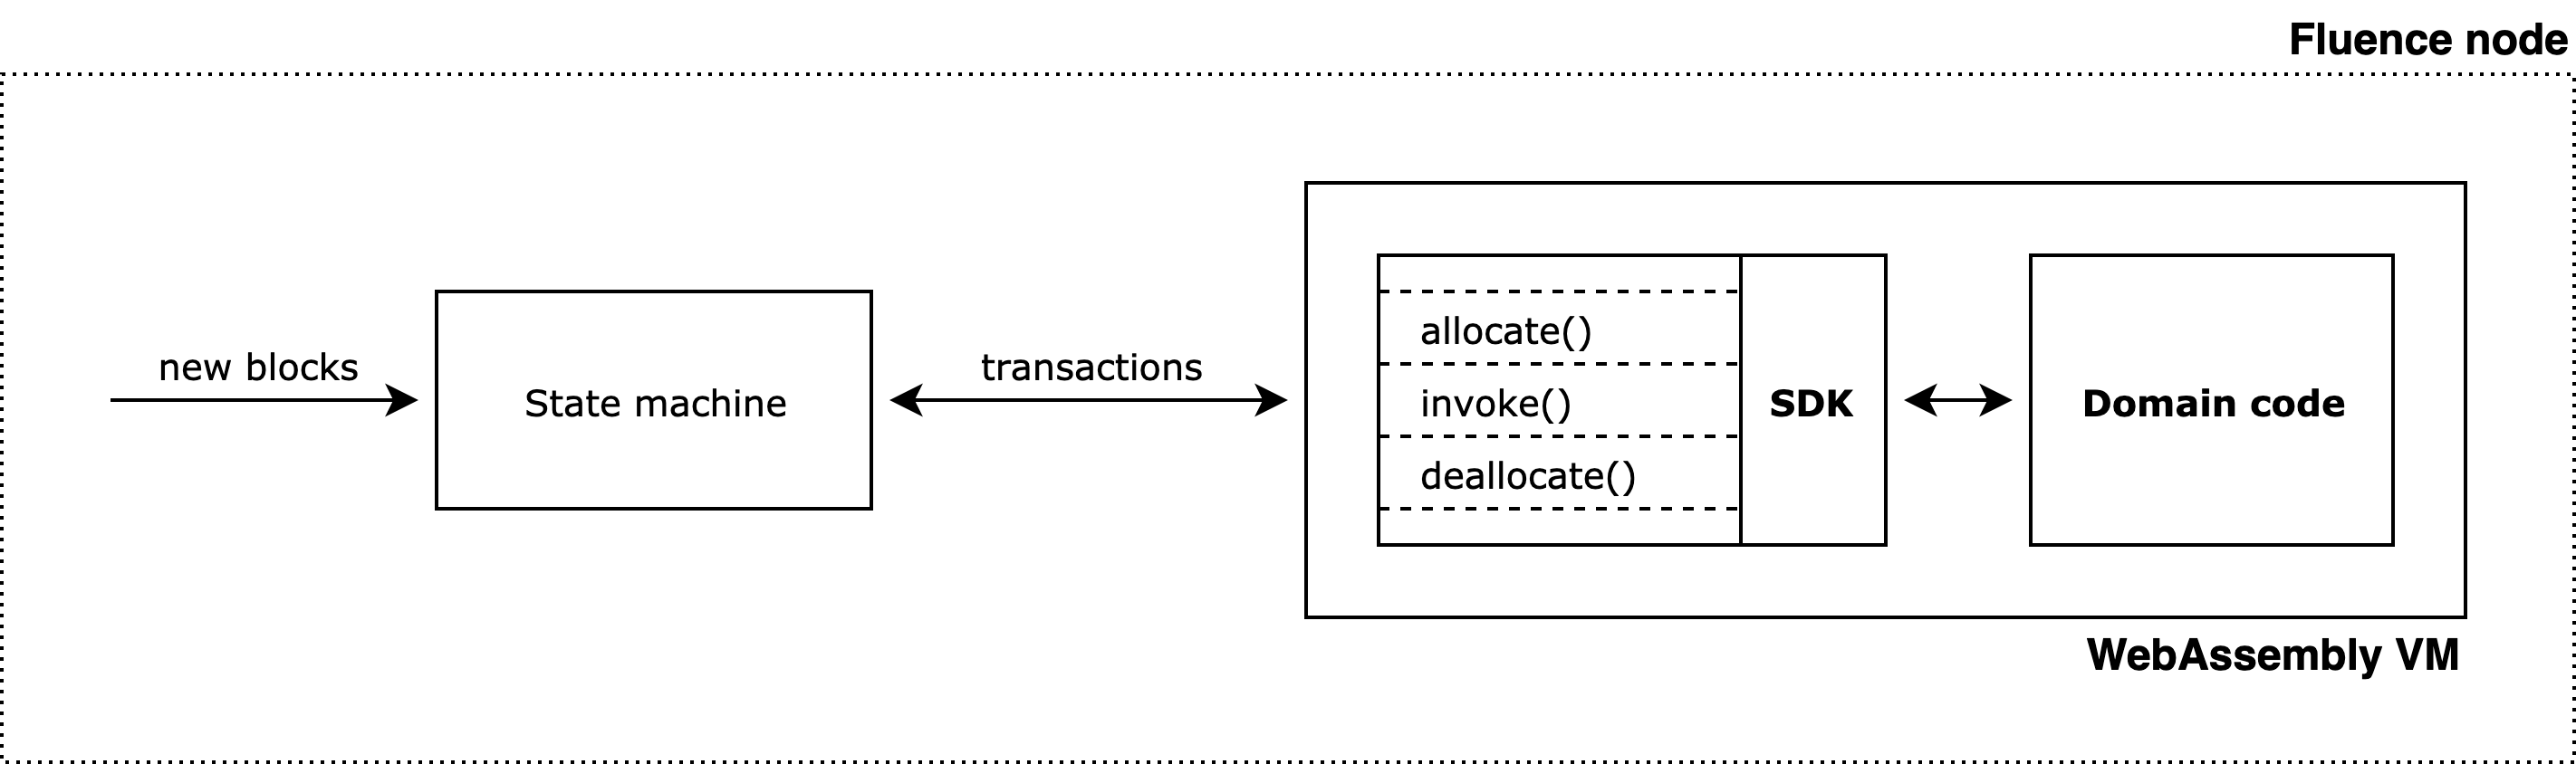 Fluence node
new blocks
State machine
transactions
allocate()
invoke()
deallocate()
SDK
Domain code
WebAssembly VM